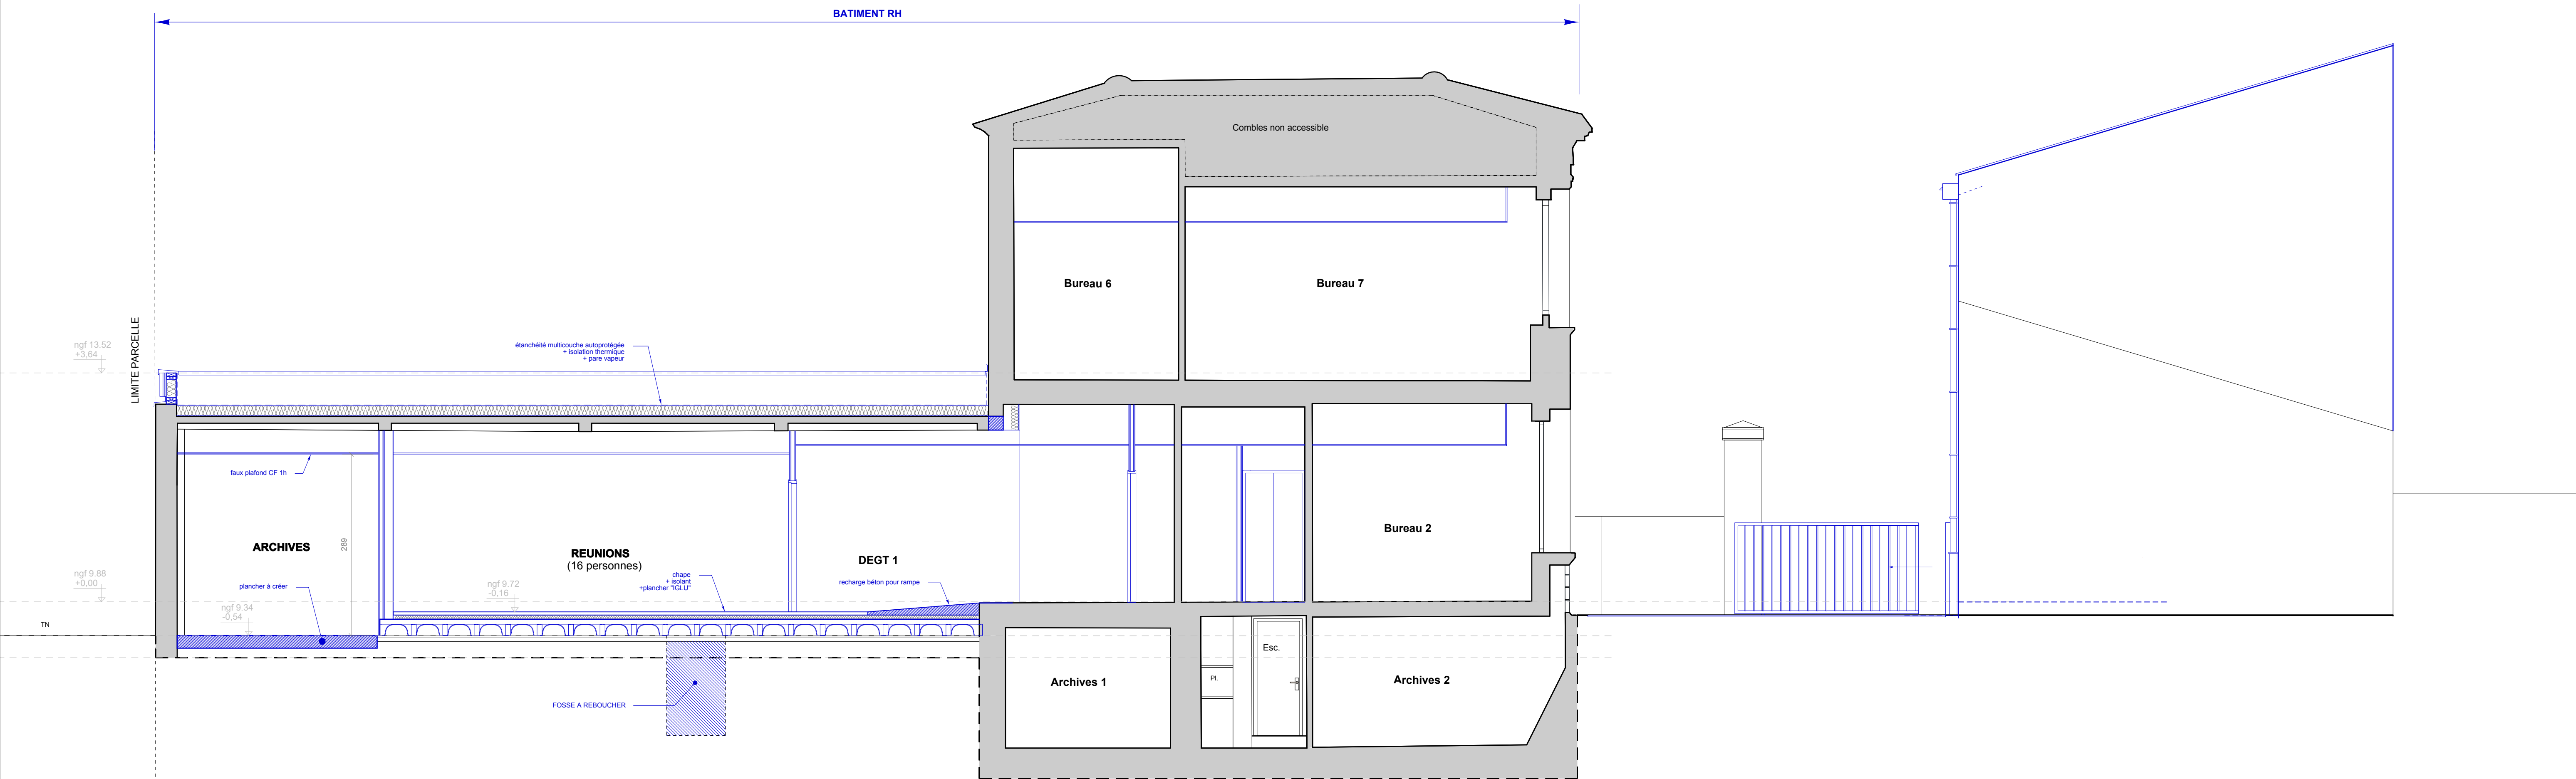 BATIMENT RH
Combles non accessible
Bureau 6
Bureau 7
LIMITE PARCELLE
ngf 13.52
+3,64
étanchéité multicouche autoprotégée
+ isolation thermique
+ pare vapeur
faux plafond CF 1h
ARCHIVES
289
REUNIONS
(16 personnes)
DEGT 1
Bureau 2
ngf 9.88
+0,00
plancher à créer
ngf 9.72
-0,16
chape
+ isolant
+plancher "IGLU"
recharge béton pour rampe
ngf 9.34
-0,54
TN
FOSSE A REBOUCHER
Archives 1
Pl.
Esc.
Archives 2